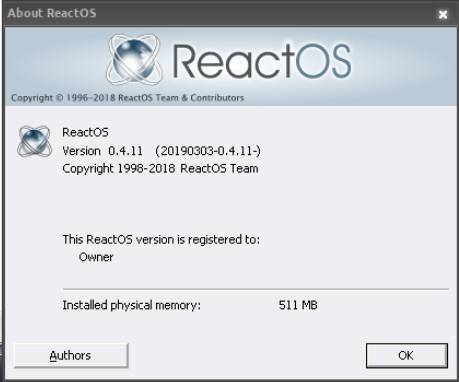 About ReactOS
ReactOS
Copyright © 1996-2018 ReactOS Team & Contributors
ReactOS
Version 0.4.11 (20190303-0.4.11-)
Copyright 1998-2018 ReactOS Team
This ReactOS version is registered to:
Owner
Installed physical memory: 511 MB
Authors OK